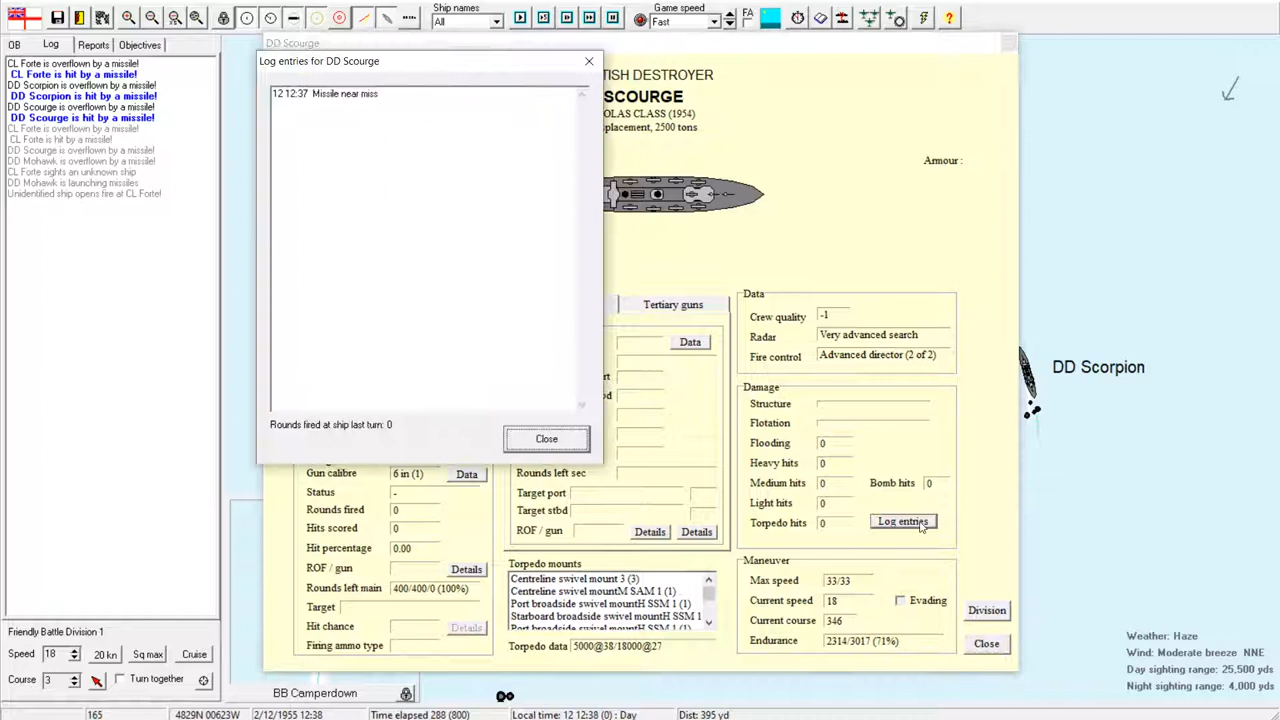 Ship names
All
Game speed
Fast
FA
OB
Log
Reports
Objectives
CL Forte is overflown by a missile!
CL Forte is hit by a missile!
DD Scorpion is overflown by a missile!
DD Scorpion is hit by a missile!
DD Scourge is overflown by a missile!
DD Scourge is hit by a missile!
CL Forte is overflown by a missile!
CL Forte is hit by a missile!
DD Scourge is overflown by a missile!
DD Mohawk is overflown by a missile!
CL Forte sights an unknown ship
DD Mohawk is launching missiles
Unidentified ship opens fire at CL Forte!
DD Scourge
Log entries for DD Scourge
12 12:37 Missile near miss
Rounds fired at ship last turn: 0
Close
TISH DESTROYER
SCOURGE
OLAS CLASS (1954)
placement, 2500 tons
Armour :
Tertiary guns
Data
rt
bd
Rounds left sec
Target port
Target stbd
ROF / gun
Details
Details
Gun calibre 6 in (1) Data
Status -
Rounds fired 0
Hits scored 0
Hit percentage 0.00
ROF / gun Details
Rounds left main 400/400/0 (100%)
Target
Hit chance Details
Firing ammo type
Torpedo mounts
Centreline swivel mount 3 (3)
Centreline swivel mountM SAM 1 (1)
Port broadside swivel mountH SSM 1 (1)
Starboard broadside swivel mountH SSM 1
Port broadside swivel mountH SSM 1 (1)
Torpedo data 5000@38/18000@27
Data
Crew quality -1
Radar Very advanced search
Fire control Advanced director (2 of 2)
Damage
Structure
Flotation
Flooding 0
Heavy hits 0
Medium hits 0 Bomb hits 0
Light hits 0
Torpedo hits 0 Log entries
Maneuver
Max speed 33/33
Current speed 18 Evading
Current course 346
Endurance 2314/3017 (71%)
Division
Close
DD Scorpion
Weather: Haze
Wind: Moderate breeze NNE
Day sighting range: 25,500 yds
Night sighting range: 4,000 yds
Friendly Battle Division 1
Speed 18 20 kn Sq max Cruise
Course 3 Turn together
BB Camperdown
165 4829N 00623W 2/12/1955 12:38 Time elapsed 288 (800) Local time: 12 12:38 (0) : Day Dist: 395 yd